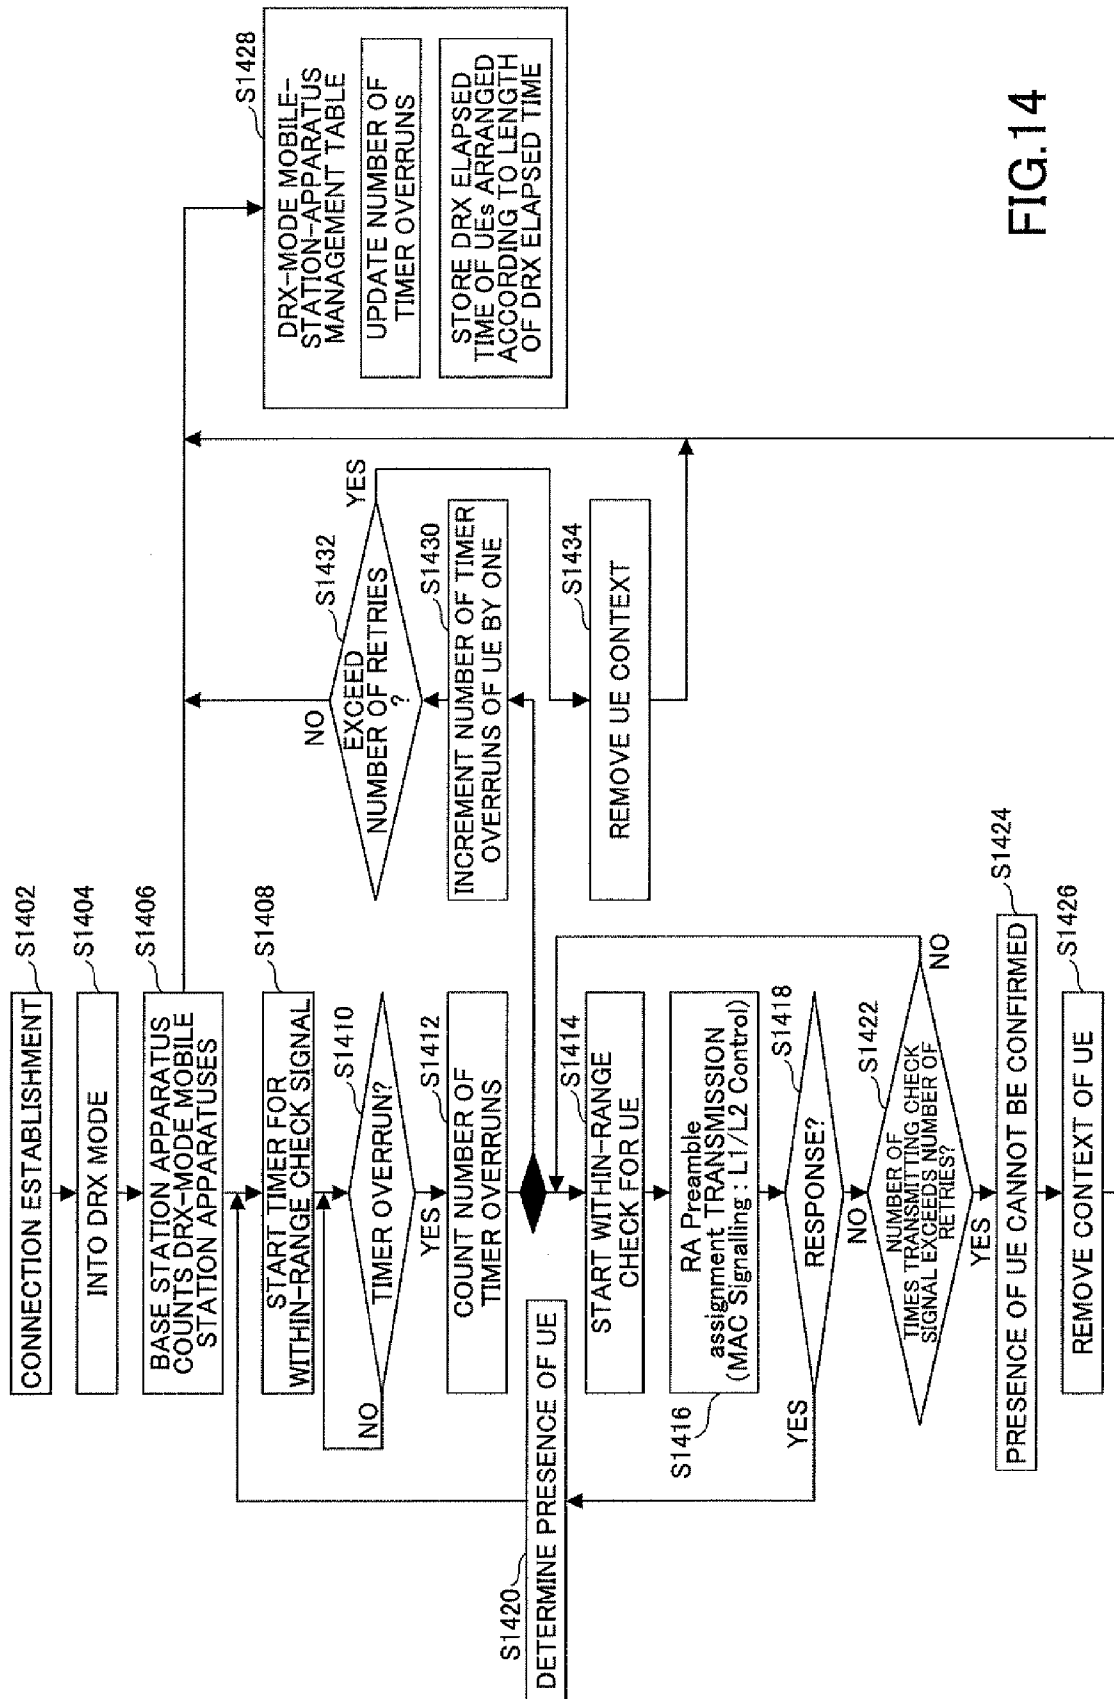 CONNECTION ESTABLISHMENT
S1402
INTO DRX MODE
S1404
BASE STATION APPARATUS
COUNTS DRX-MODE MOBILE
STATION APPARATUSES
S1406
START TIMER FOR
WITHIN-RANGE CHECK SIGNAL
S1408
TIMER OVERRUN?
S1410
NO
YES
COUNT NUMBER OF
TIMER OVERRUNS
S1412
START WITHIN-RANGE
CHECK FOR UE
S1414
RA Preamble
assignment TRANSMISSION
(MAC Signalling : L1/L2 Control)
S1416
RESPONSE?
S1418
YES
NO
DETERMINE PRESENCE OF UE
S1420
NUMBER OF
TIMES TRANSMITTING CHECK
SIGNAL EXCEEDS NUMBER OF
RETRIES?
S1422
NO
YES
PRESENCE OF UE CANNOT BE CONFIRMED
S1424
REMOVE CONTEXT OF UE
S1426
EXCEED
NUMBER OF RETRIES
?
S1432
NO
YES
INCREMENT NUMBER OF TIMER
OVERRUNS OF UE BY ONE
S1430
REMOVE UE CONTEXT
S1434
DRX-MODE MOBILE-
STATION-APPARATUS
MANAGEMENT TABLE
S1428
UPDATE NUMBER OF
TIMER OVERRUNS
STORE DRX ELAPSED
TIME OF UEs ARRANGED
ACCORDING TO LENGTH
OF DRX ELAPSED TIME
FIG.14